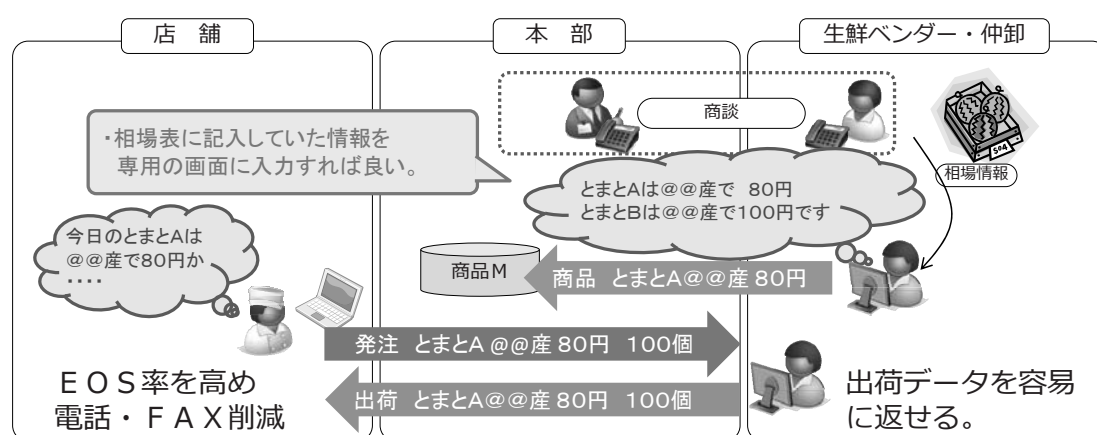 店　舗
本　部
生鮮ベンダー・仲卸
商談
・相場表に記入していた情報を
専用の画面に入力すれば良い。
504
相場情報
とまとAは@@産で 80円
とまとBは@@産で100円です
今日のとまとAは
@@産で80円か
・・・・
商品M
商品　とまとA@@産 80円
発注　とまとA @@産 80円　100個
出荷　とまとA@@産 80円　100個
ＥＯＳ率を高め
電話・ＦＡＸ削減
出荷データを容易
に返せる。